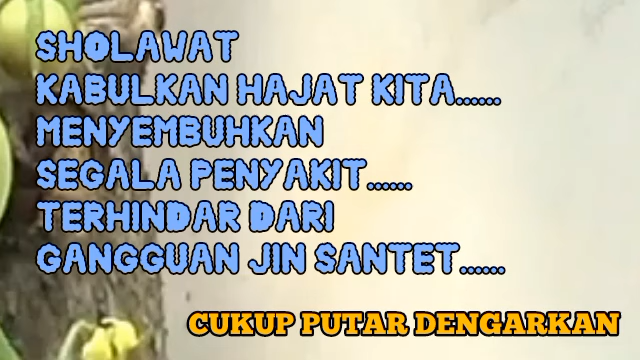 SHOLAWAT
KABULKAN HAJAT KITA......
MENYEMBUHKAN
SEGALA PENYAKIT......
TERHINDAR DARI
GANGGUAN JIN SANTET......
CUKUP PUTAR DENGARKAN